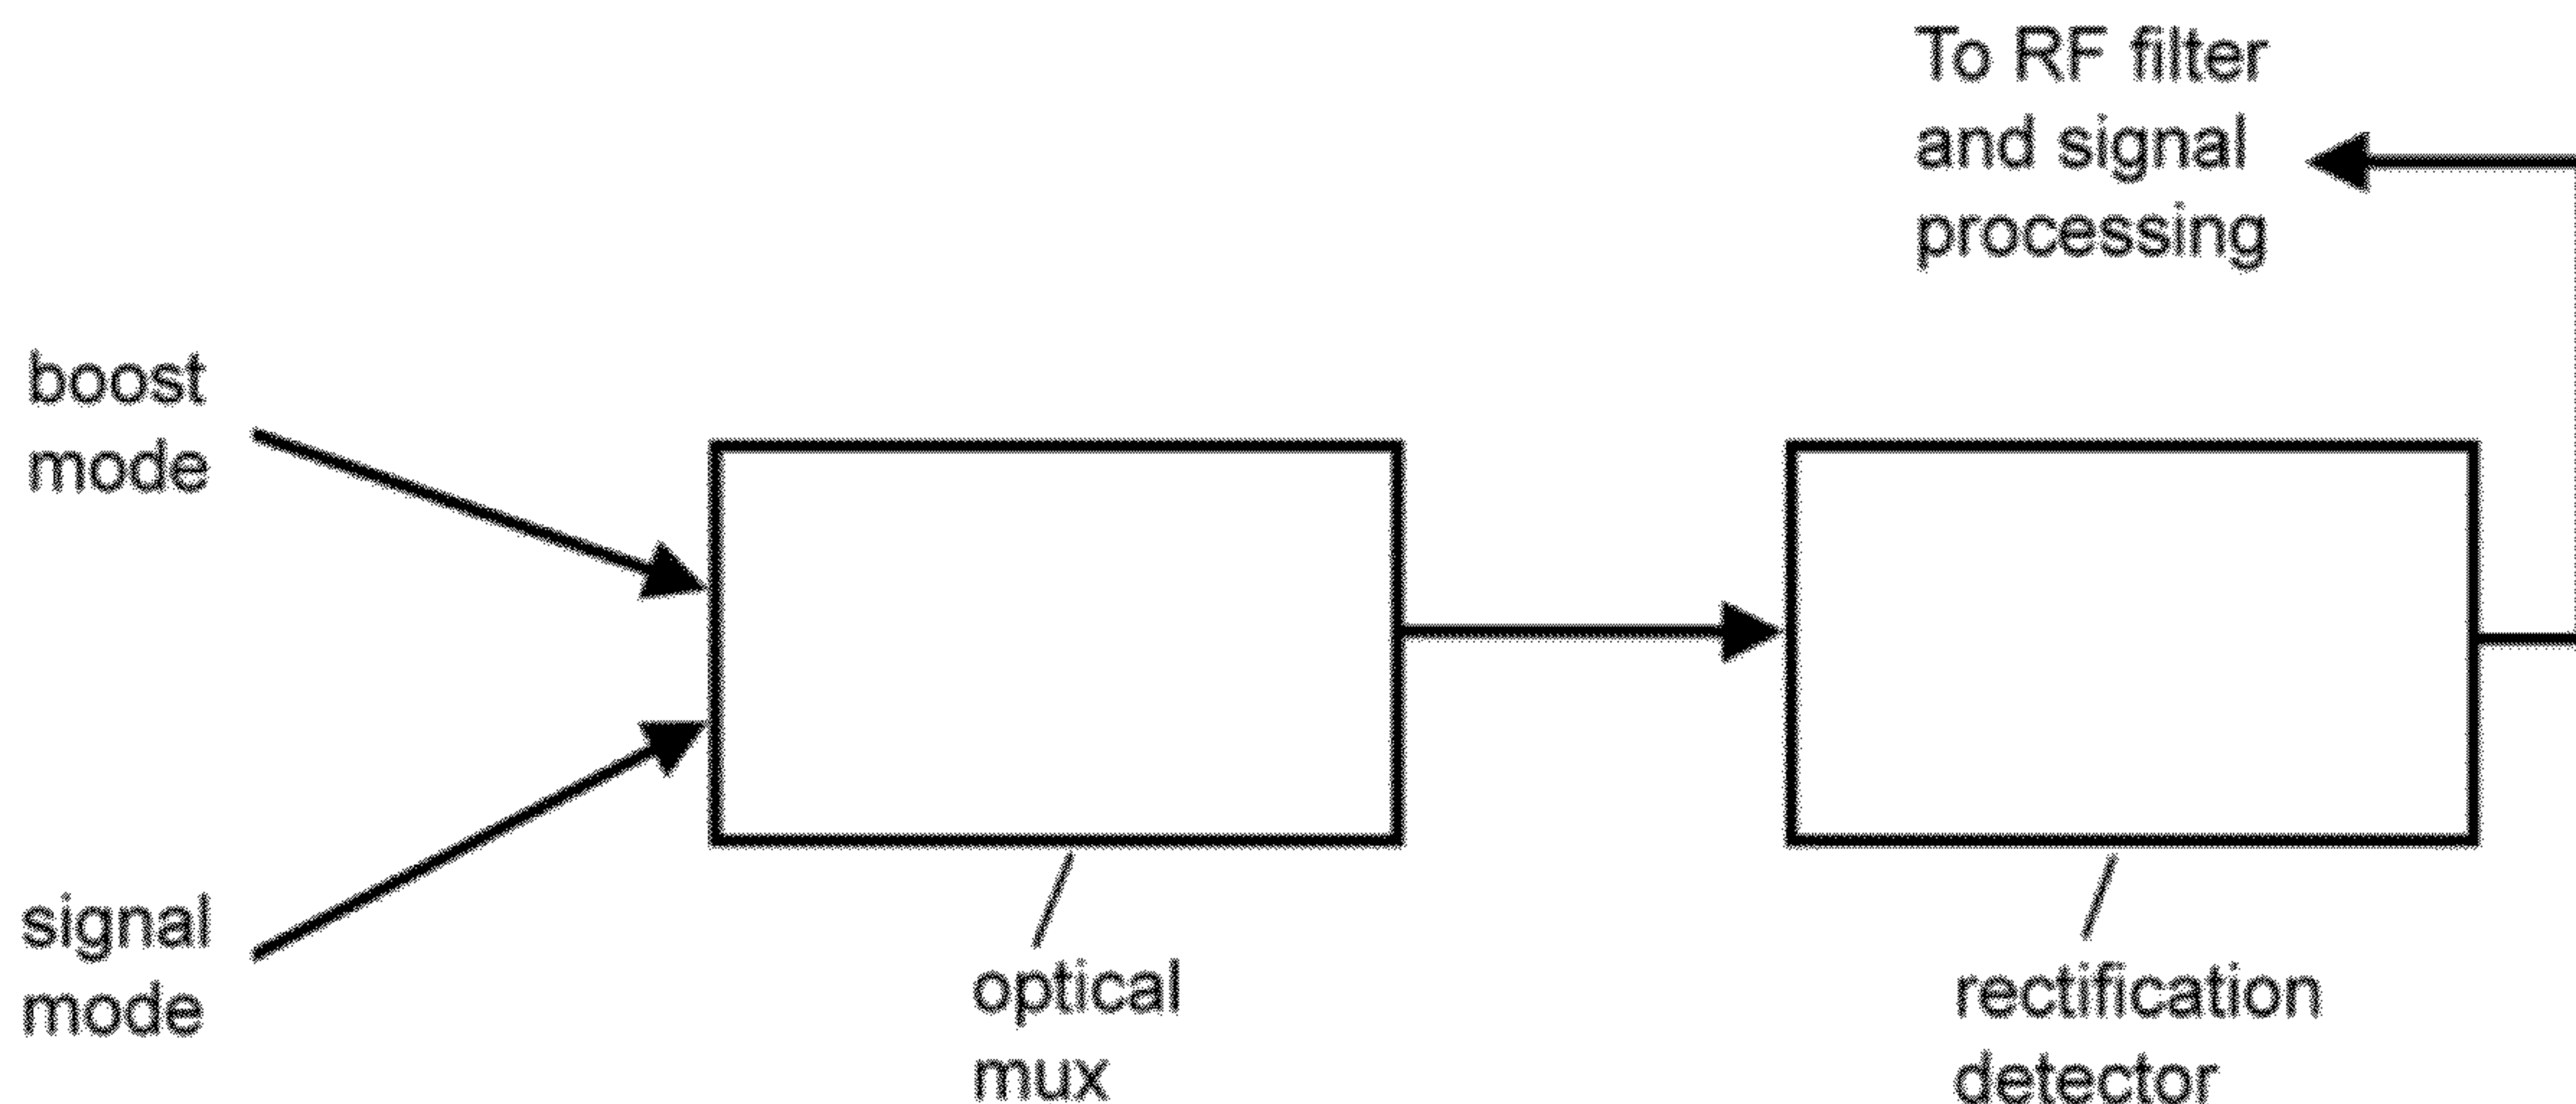 To RF filter
and signal
processing
boost
mode
signal
mode
optical
mux
rectification
detector